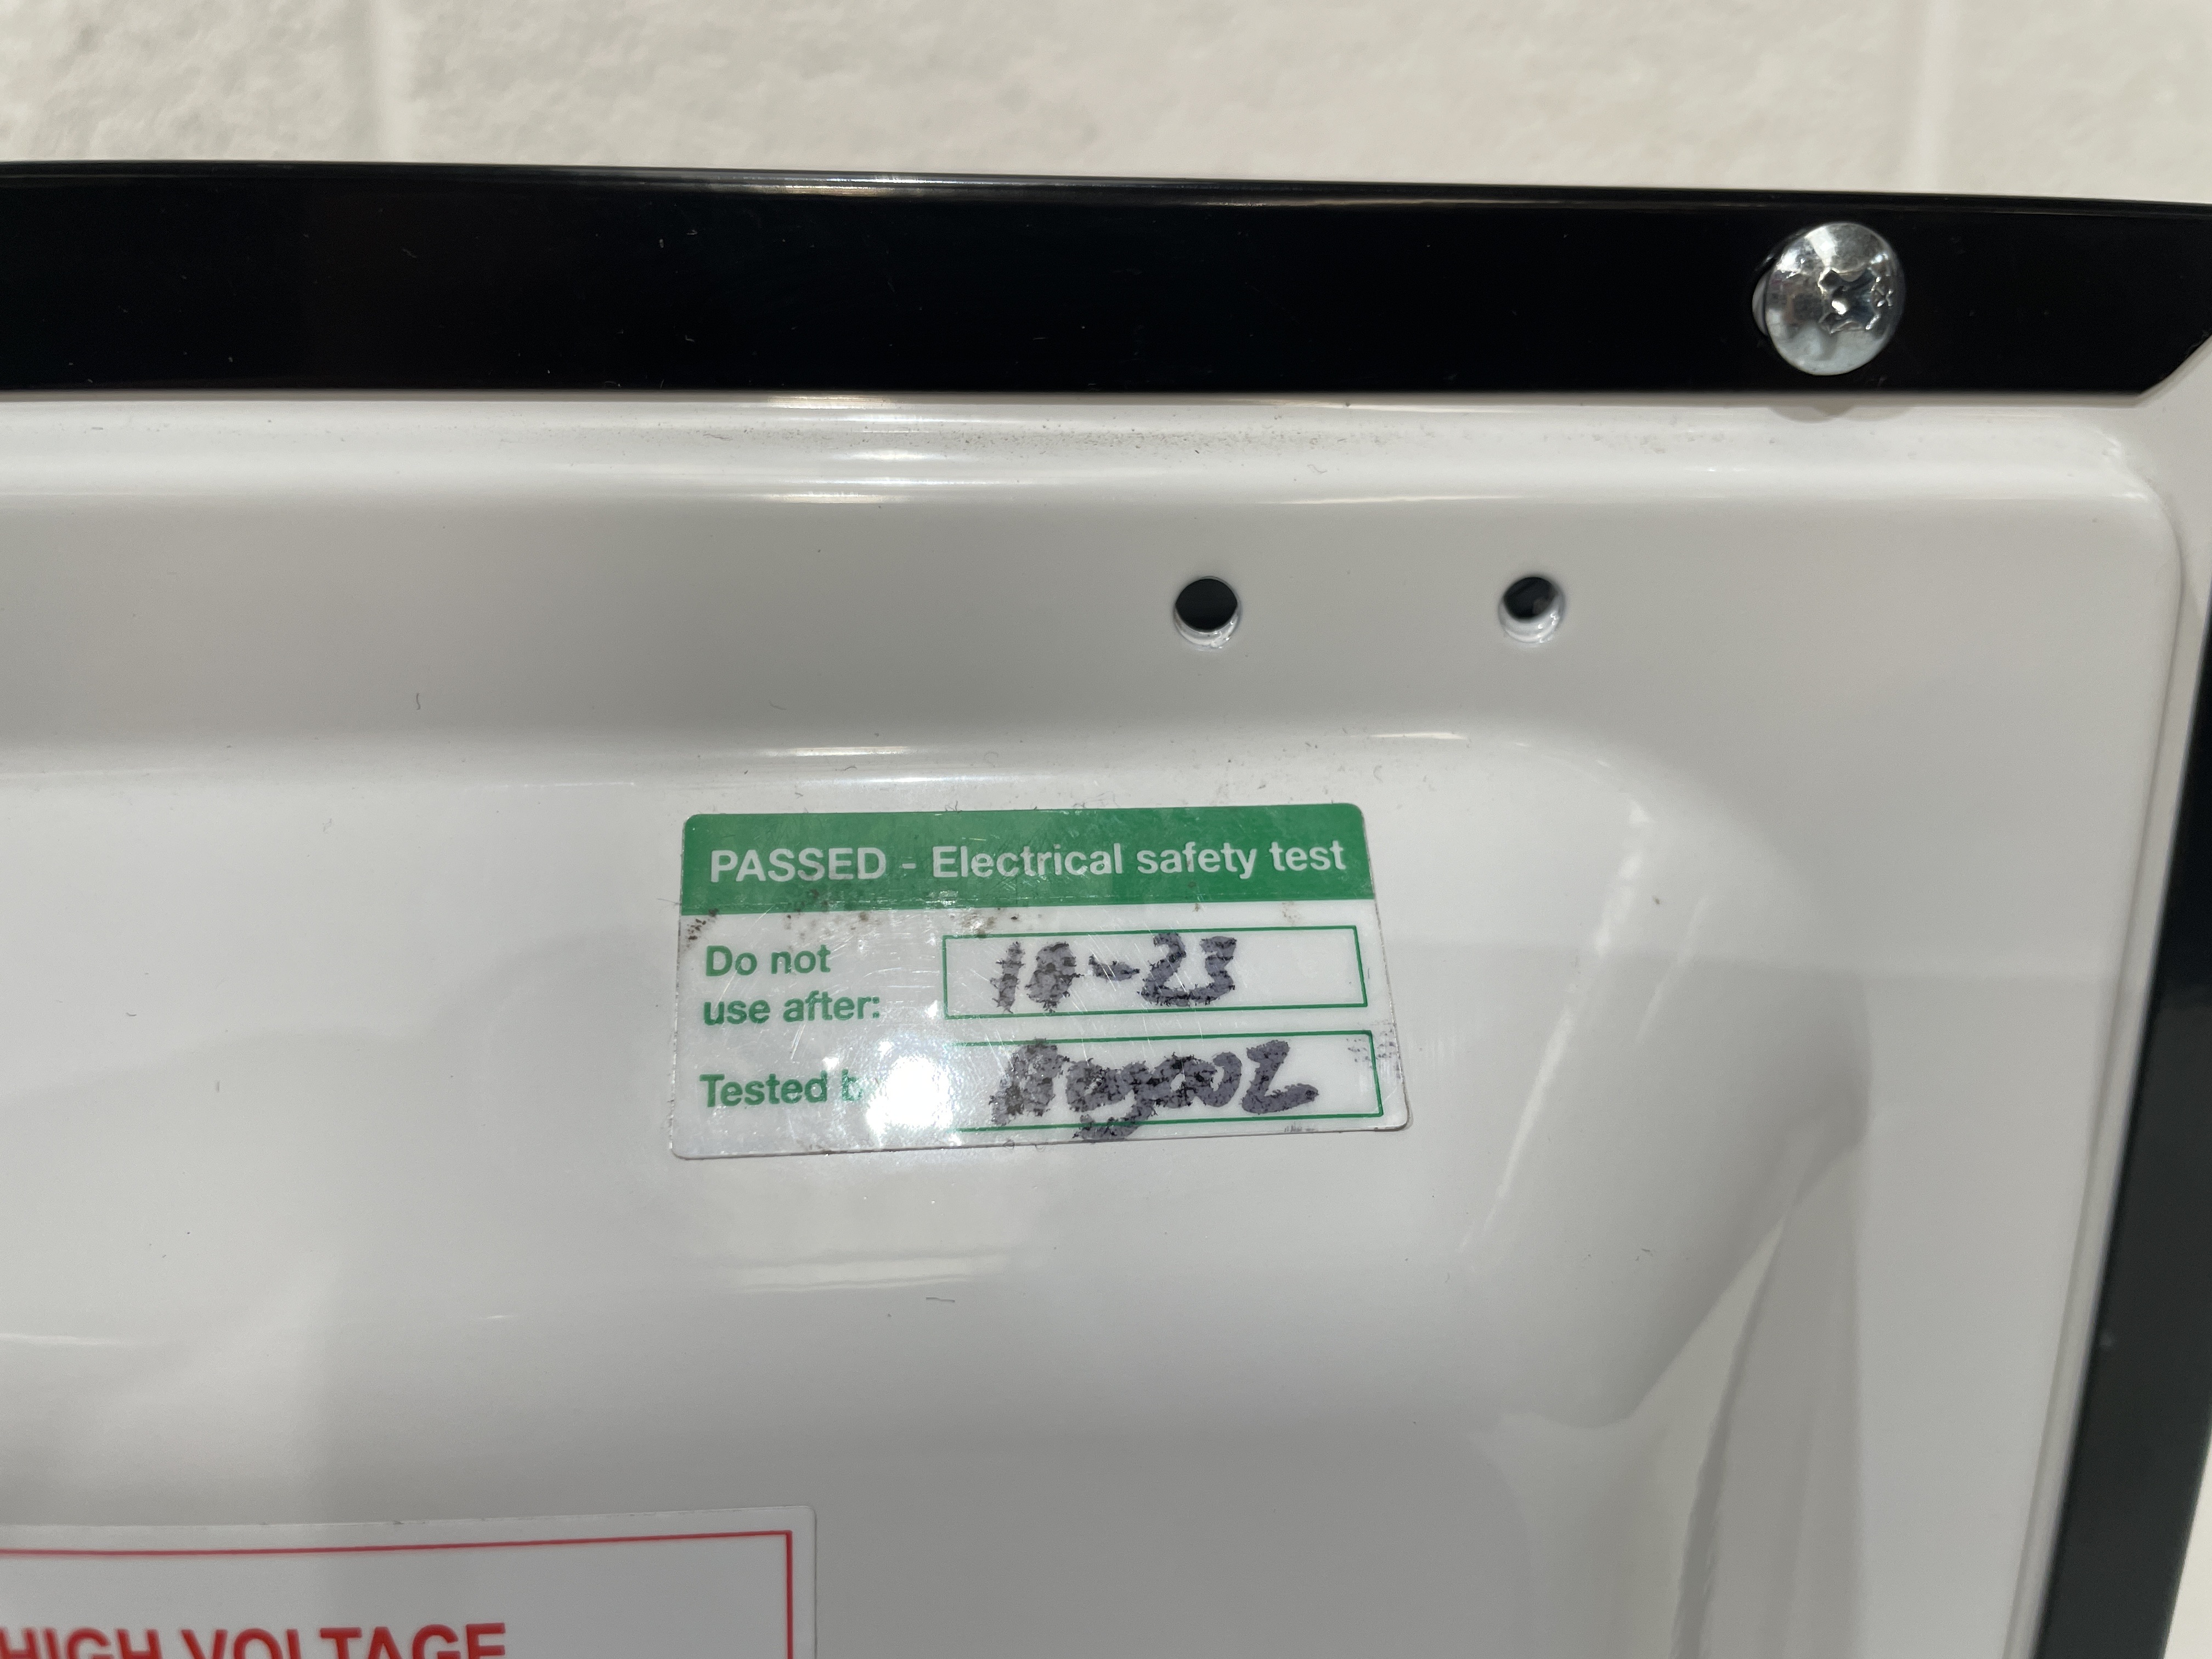 PASSED - Electrical safety test
Do not
use after:
10-23
Tested
HIGH VOLTAGE